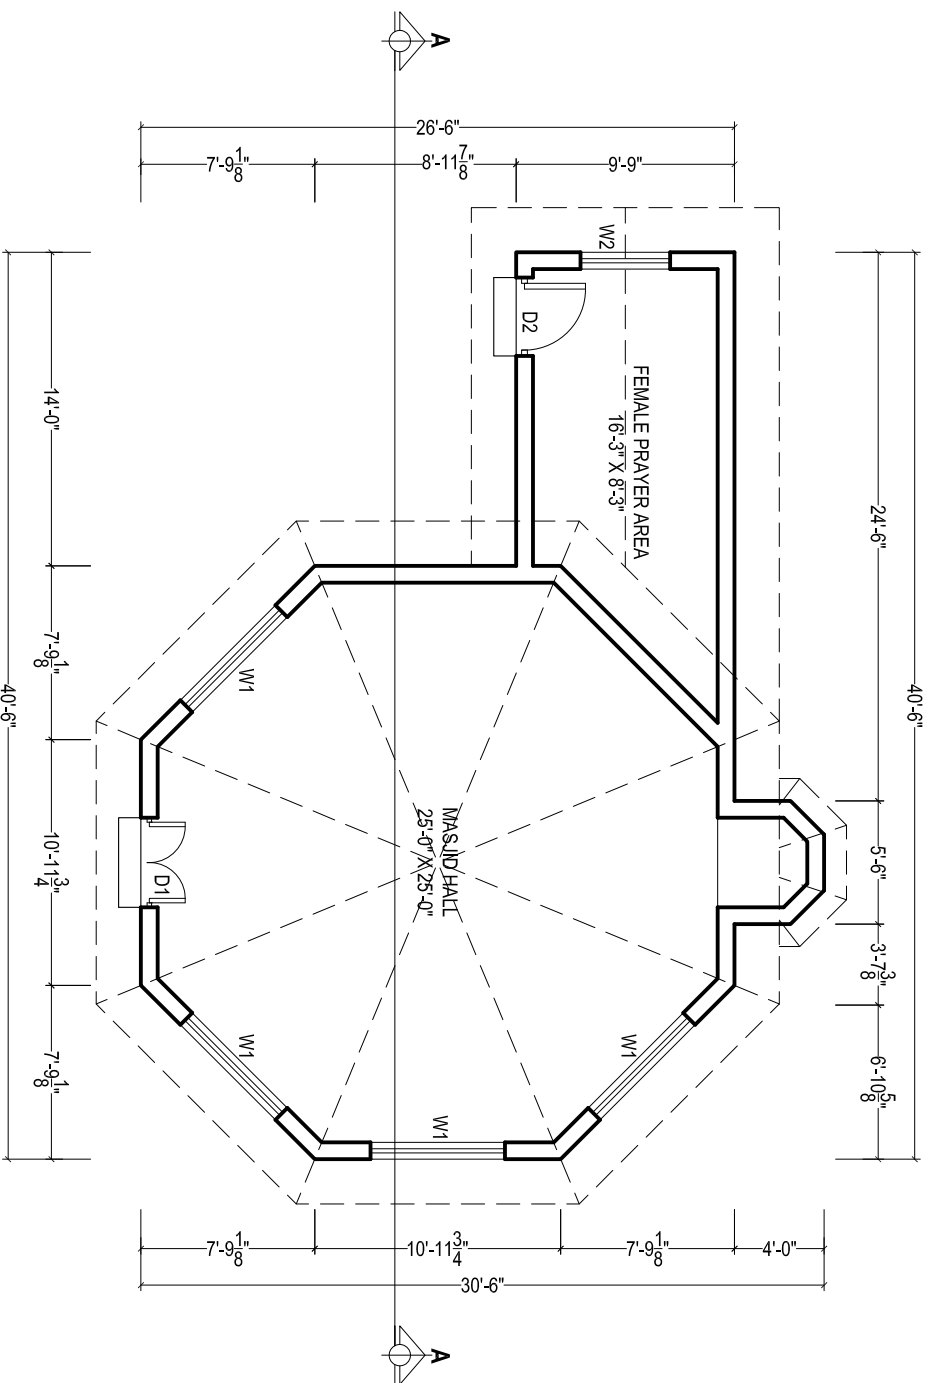 A
26'-6"
7'-9 1/8"
8'-11 7/8"
9'-9"
W2
D2
FEMALE PRAYER AREA
16'-3" X 8'-3"
14'-0"
24'-6"
40'-6"
40'-6"
7'-9 1/8"
W1
MASJID HALL
25'-0" X 25'-0"
D1
10'-11 3/4"
5'-6"
3'-7 3/8"
W1
W1
7'-9 1/8"
6'-10 5/8"
W1
7'-9 1/8"
10'-11 3/4"
7'-9 1/8"
4'-0"
30'-6"
A